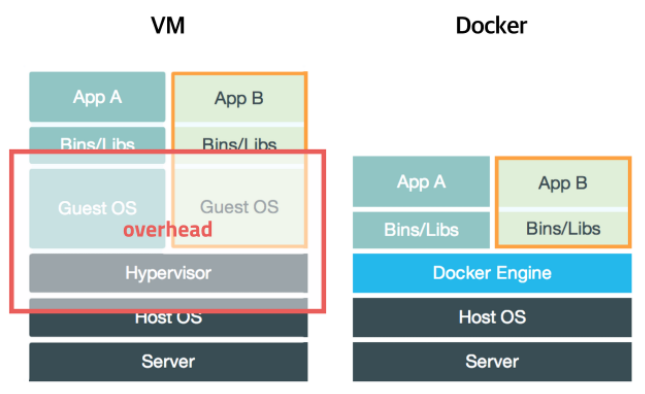 VM
App A
App B
Bins/Libs
Bins/Libs
Guest OS
Guest OS
overhead
Hypervisor
Host OS
Server
Docker
App A
App B
Bins/Libs
Bins/Libs
Docker Engine
Host OS
Server